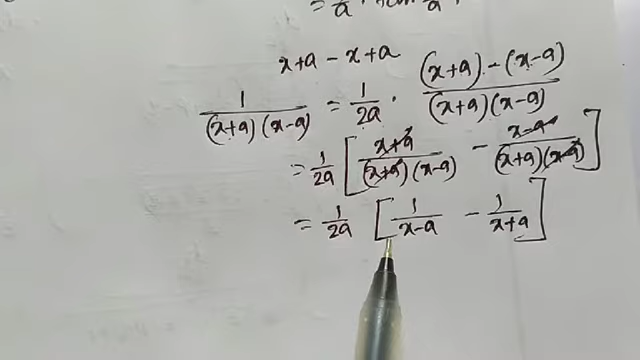 x+a - x+a
1/((x+a)(x-a)) = 1/2a · ((x+a) - (x-a))/((x+a)(x-a))
= 1/2a [ (x+a)/((x+a)(x-a)) - (x-a)/((x+a)(x-a)) ]
= 1/2a [ 1/(x-a) - 1/(x+a) ]